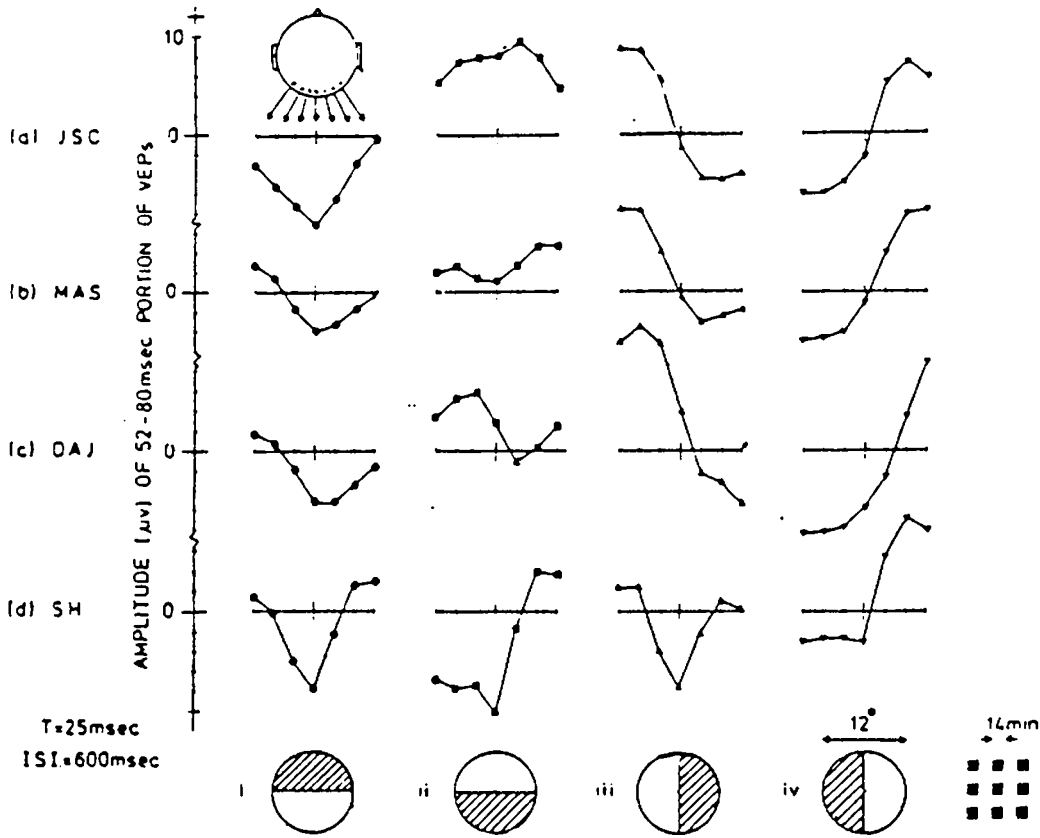 10
(a) JSC 0
(b) MAS 0
(c) DAJ 0
(d) SH 0
AMPLITUDE (μv) OF 52-80msec PORTION OF VEPs
T=25msec
ISI=600msec
i
ii
iii
iv
12°
14min